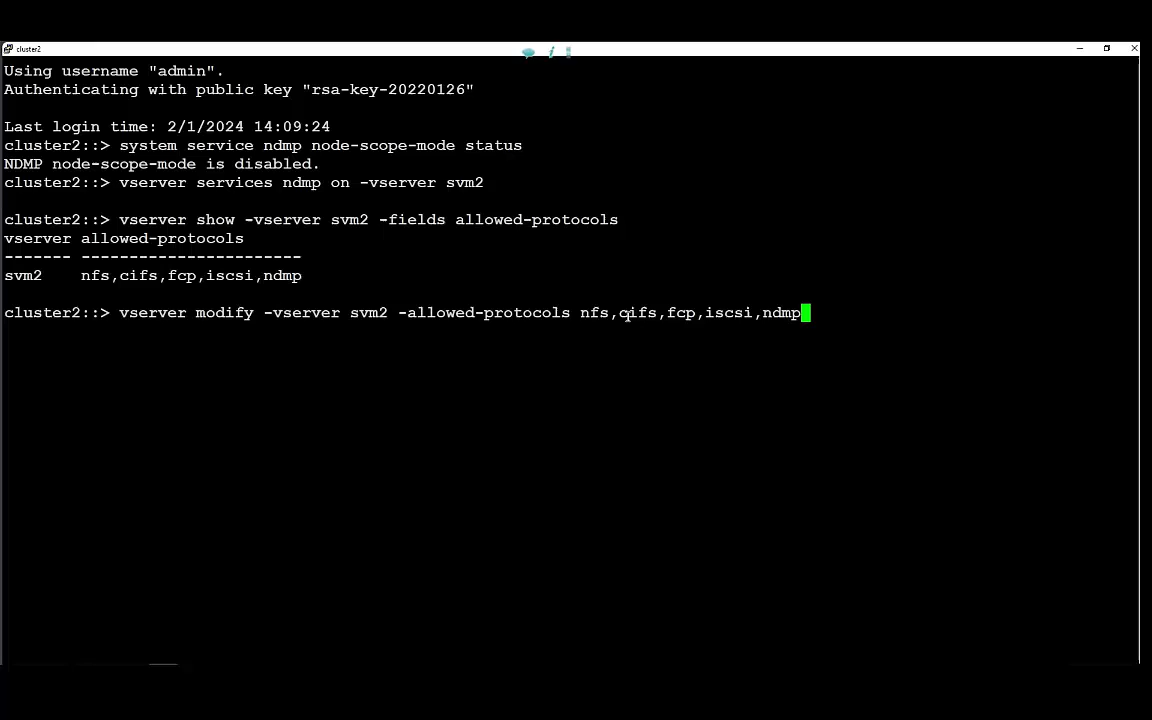 cluster2
Using username "admin".
Authenticating with public key "rsa-key-20220126"
Last login time: 2/1/2024 14:09:24
cluster2::> system service ndmp node-scope-mode status
NDMP node-scope-mode is disabled.
cluster2::> vserver services ndmp on -vserver svm2
cluster2::> vserver show -vserver svm2 -fields allowed-protocols
vserver allowed-protocols
------- -----------------------
svm2    nfs,cifs,fcp,iscsi,ndmp
cluster2::> vserver modify -vserver svm2 -allowed-protocols nfs,cifs,fcp,iscsi,ndmp